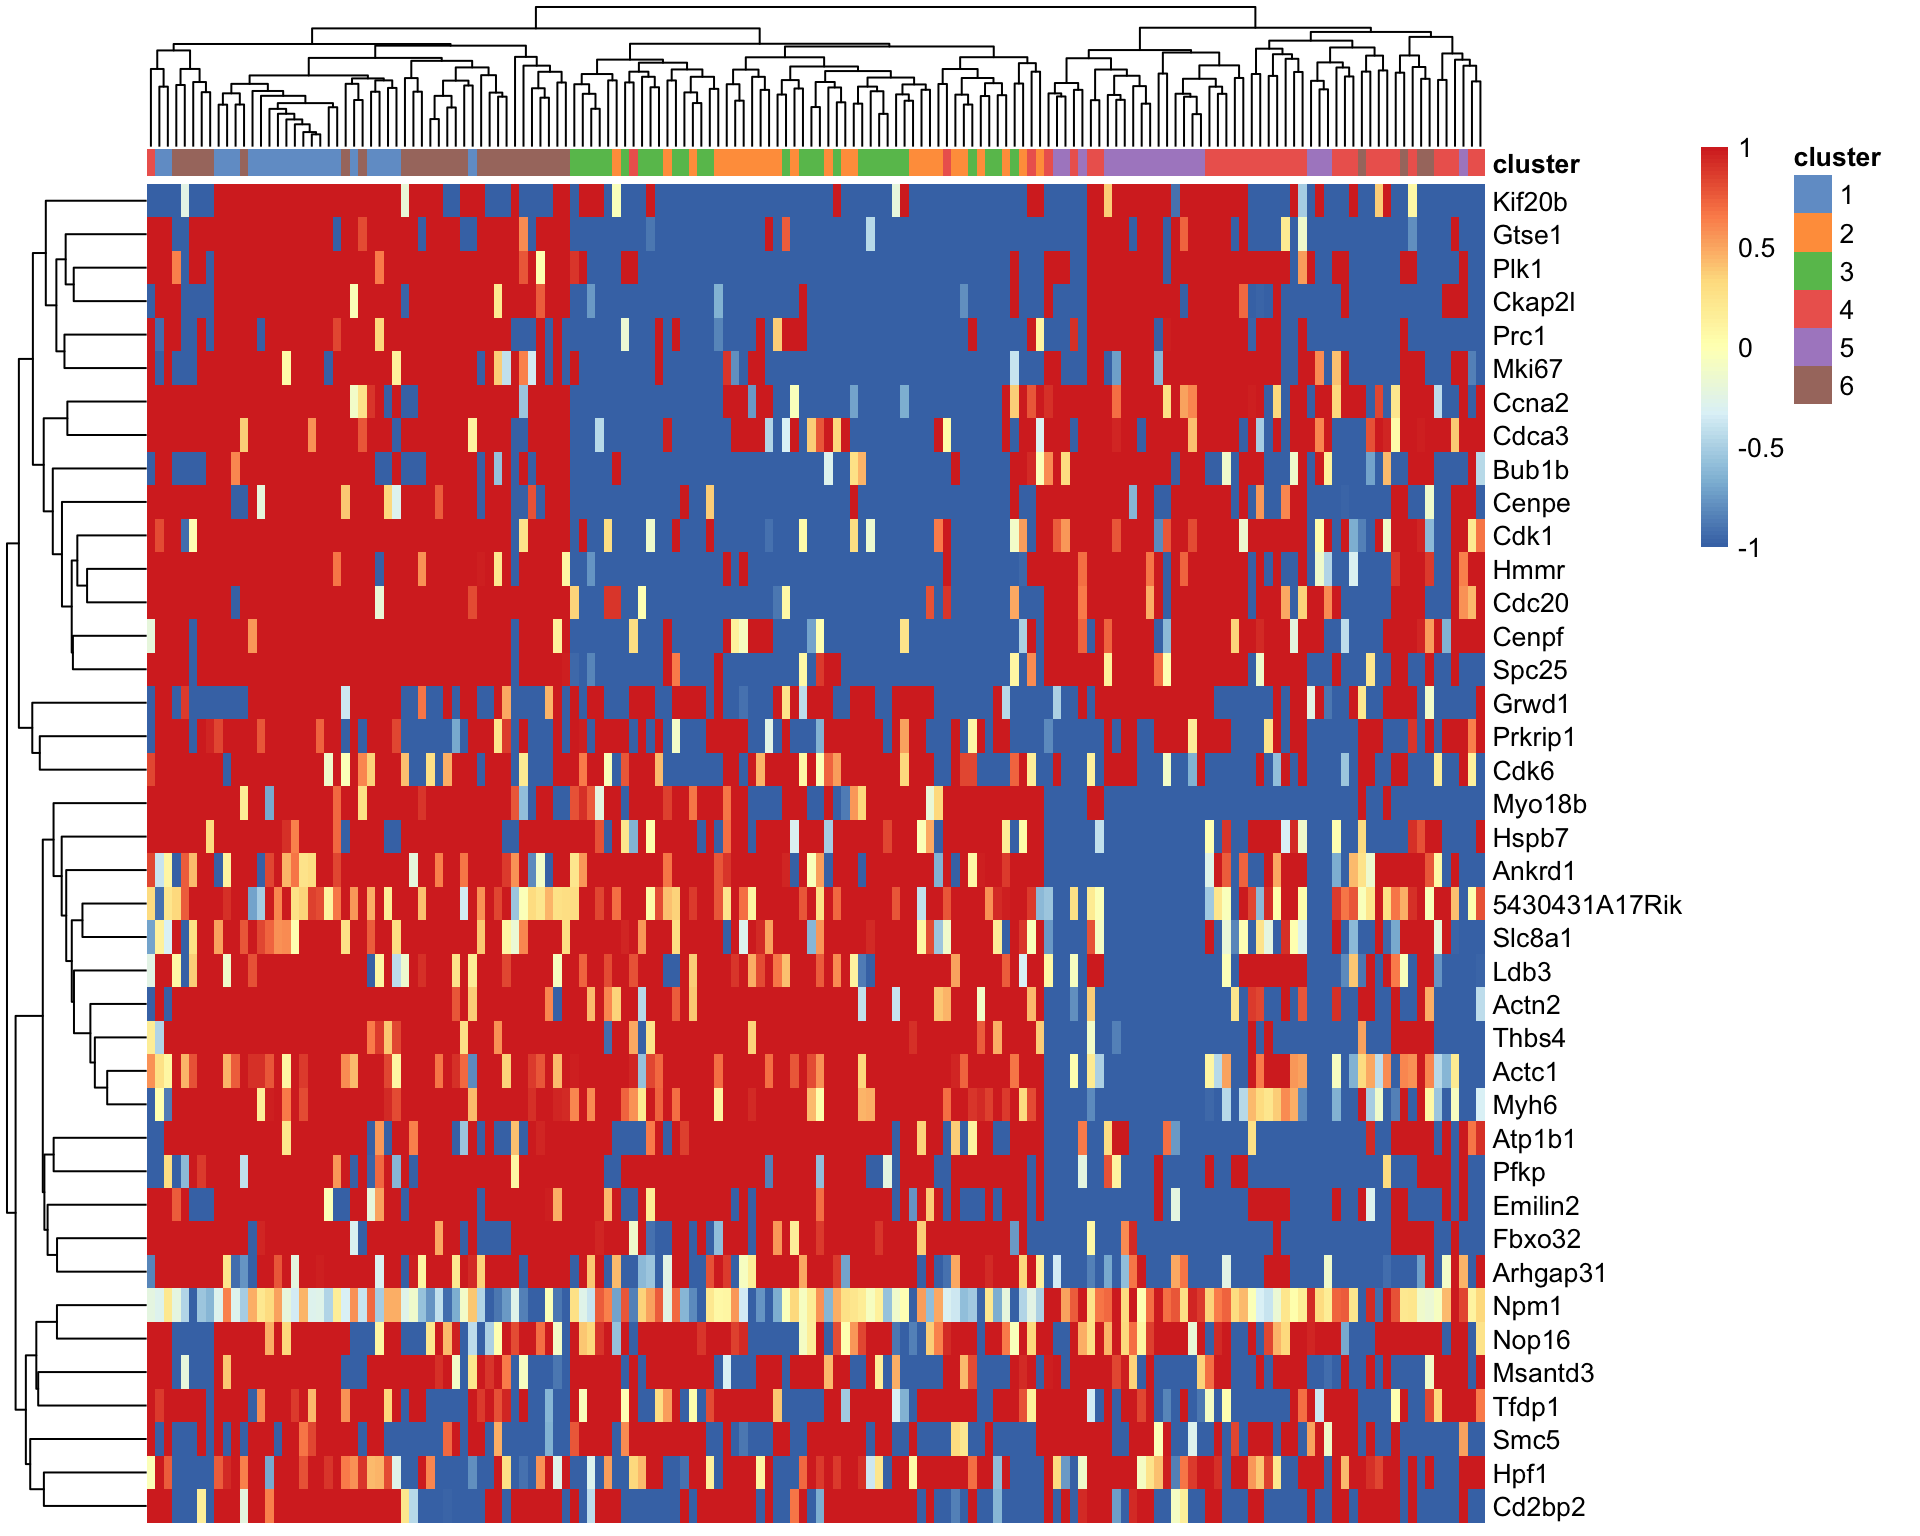 cluster
Kif20b
Gtse1
Plk1
Ckap2l
Prc1
Mki67
Ccna2
Cdca3
Bub1b
Cenpe
Cdk1
Hmmr
Cdc20
Cenpf
Spc25
Grwd1
Prkrip1
Cdk6
Myo18b
Hspb7
Ankrd1
5430431A17Rik
Slc8a1
Ldb3
Actn2
Thbs4
Actc1
Myh6
Atp1b1
Pfkp
Emilin2
Fbxo32
Arhgap31
Npm1
Nop16
Msantd3
Tfdp1
Smc5
Hpf1
Cd2bp2
1
0.5
0
-0.5
-1
cluster
1
2
3
4
5
6